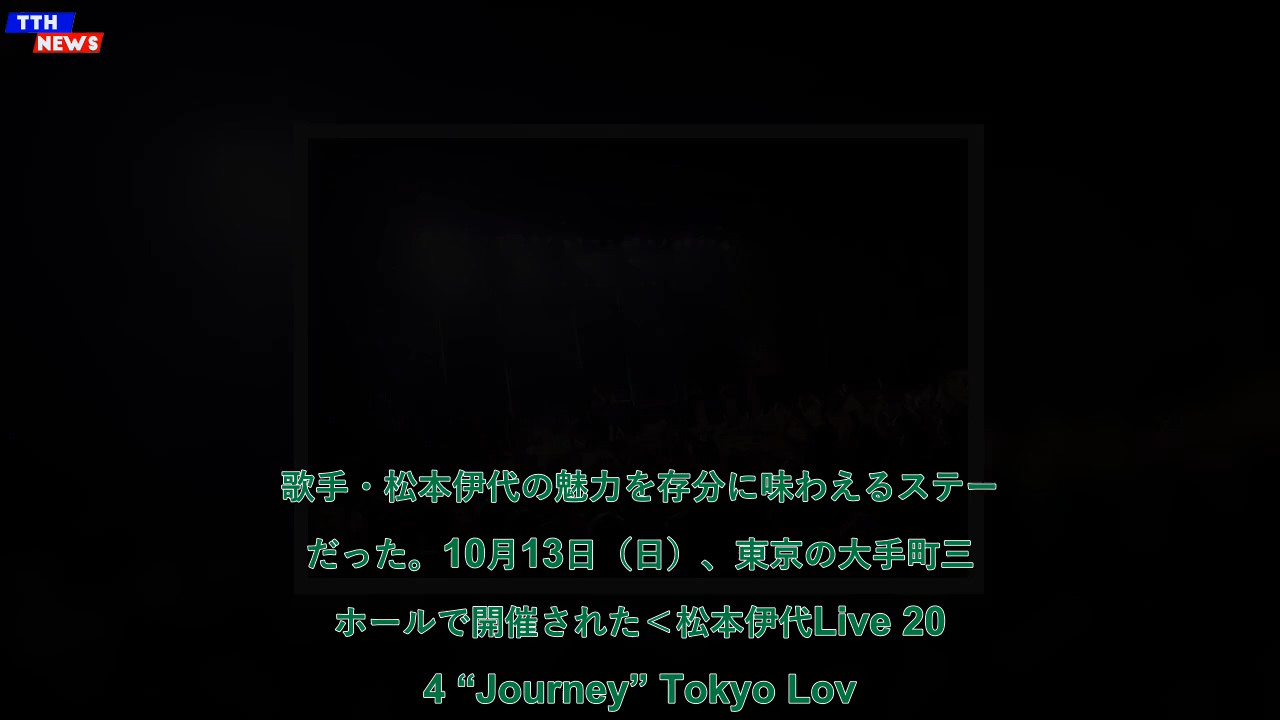 TTH
NEWS
歌手・松本伊代の魅力を存分に味わえるステー
だった。10月13日（日）、東京の大手町三
ホールで開催された＜松本伊代Live 20
4 “Journey” Tokyo Lov